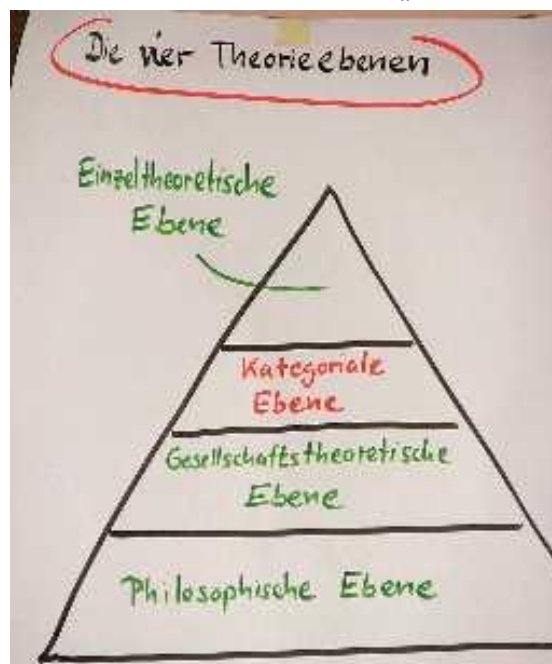 Die vier Theorieebenen
Einzeltheoretische
Ebene
Kategoriale
Ebene
Gesellschaftstheoretische
Ebene
Philosophische Ebene